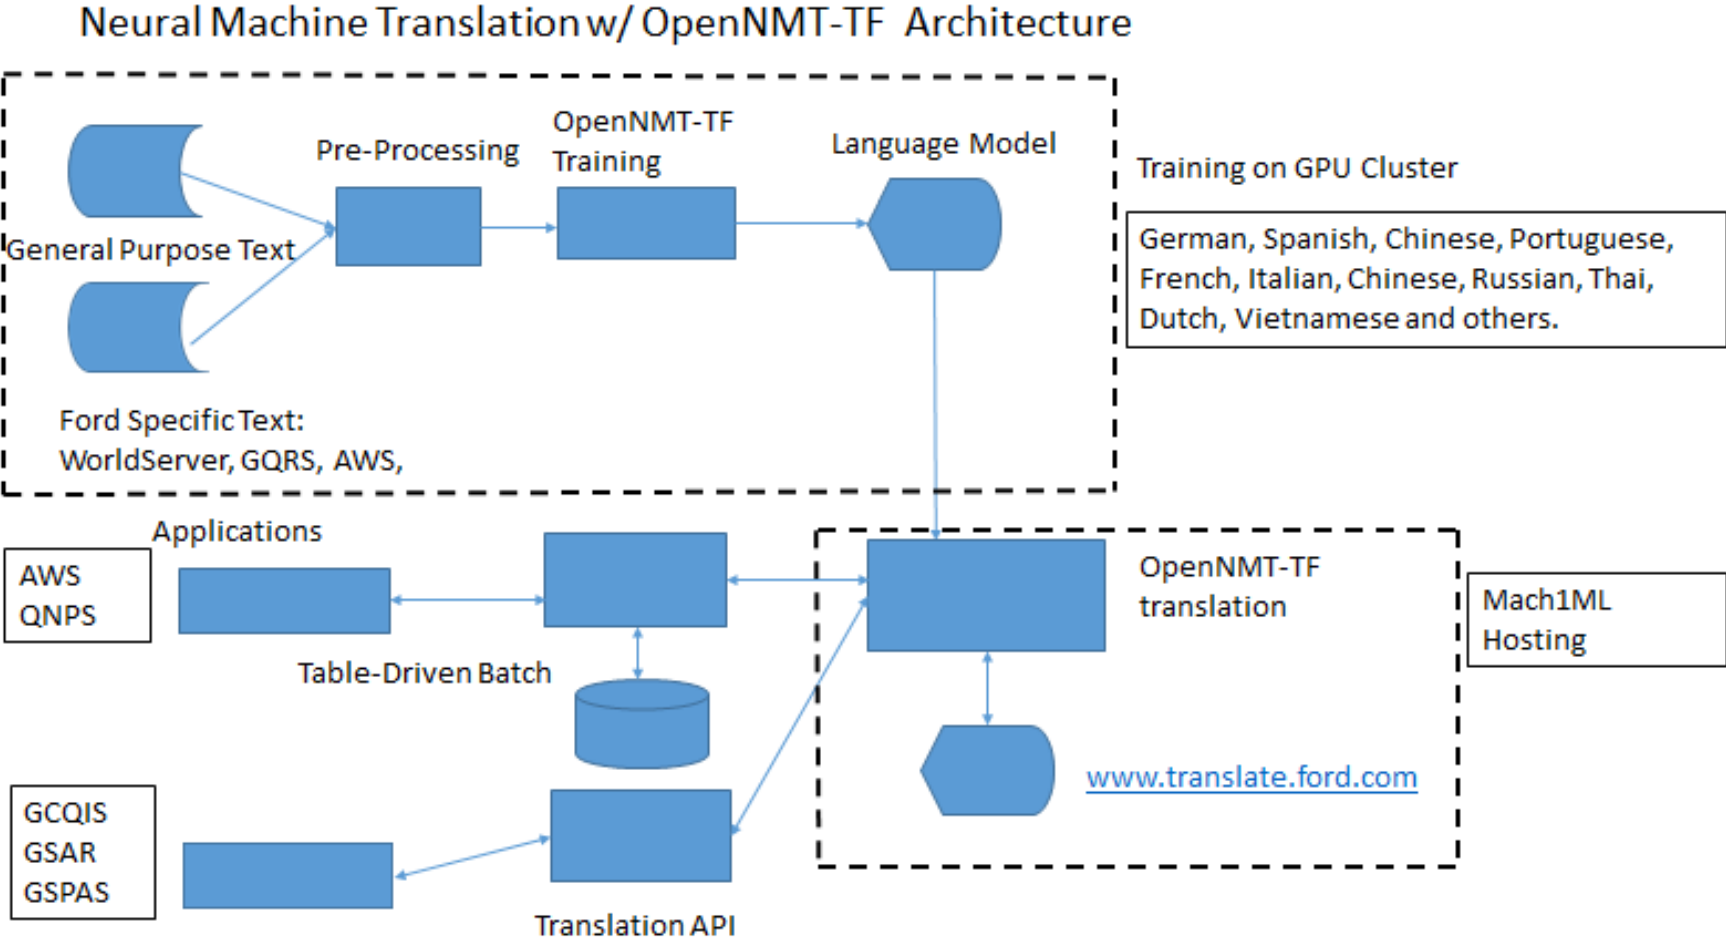 Neural Machine Translation w/ OpenNMT-TF Architecture
OpenNMT-TF
Training
Pre-Processing
Language Model
Training on GPU Cluster
General Purpose Text
German, Spanish, Chinese, Portuguese,
French, Italian, Chinese, Russian, Thai,
Dutch, Vietnamese and others.
Ford Specific Text:
WorldServer, GQRS, AWS,
Applications
AWS
QNPS
OpenNMT-TF
translation
Mach1ML
Hosting
Table-Driven Batch
www.translate.ford.com
GCQIS
GSAR
GSPAS
Translation API